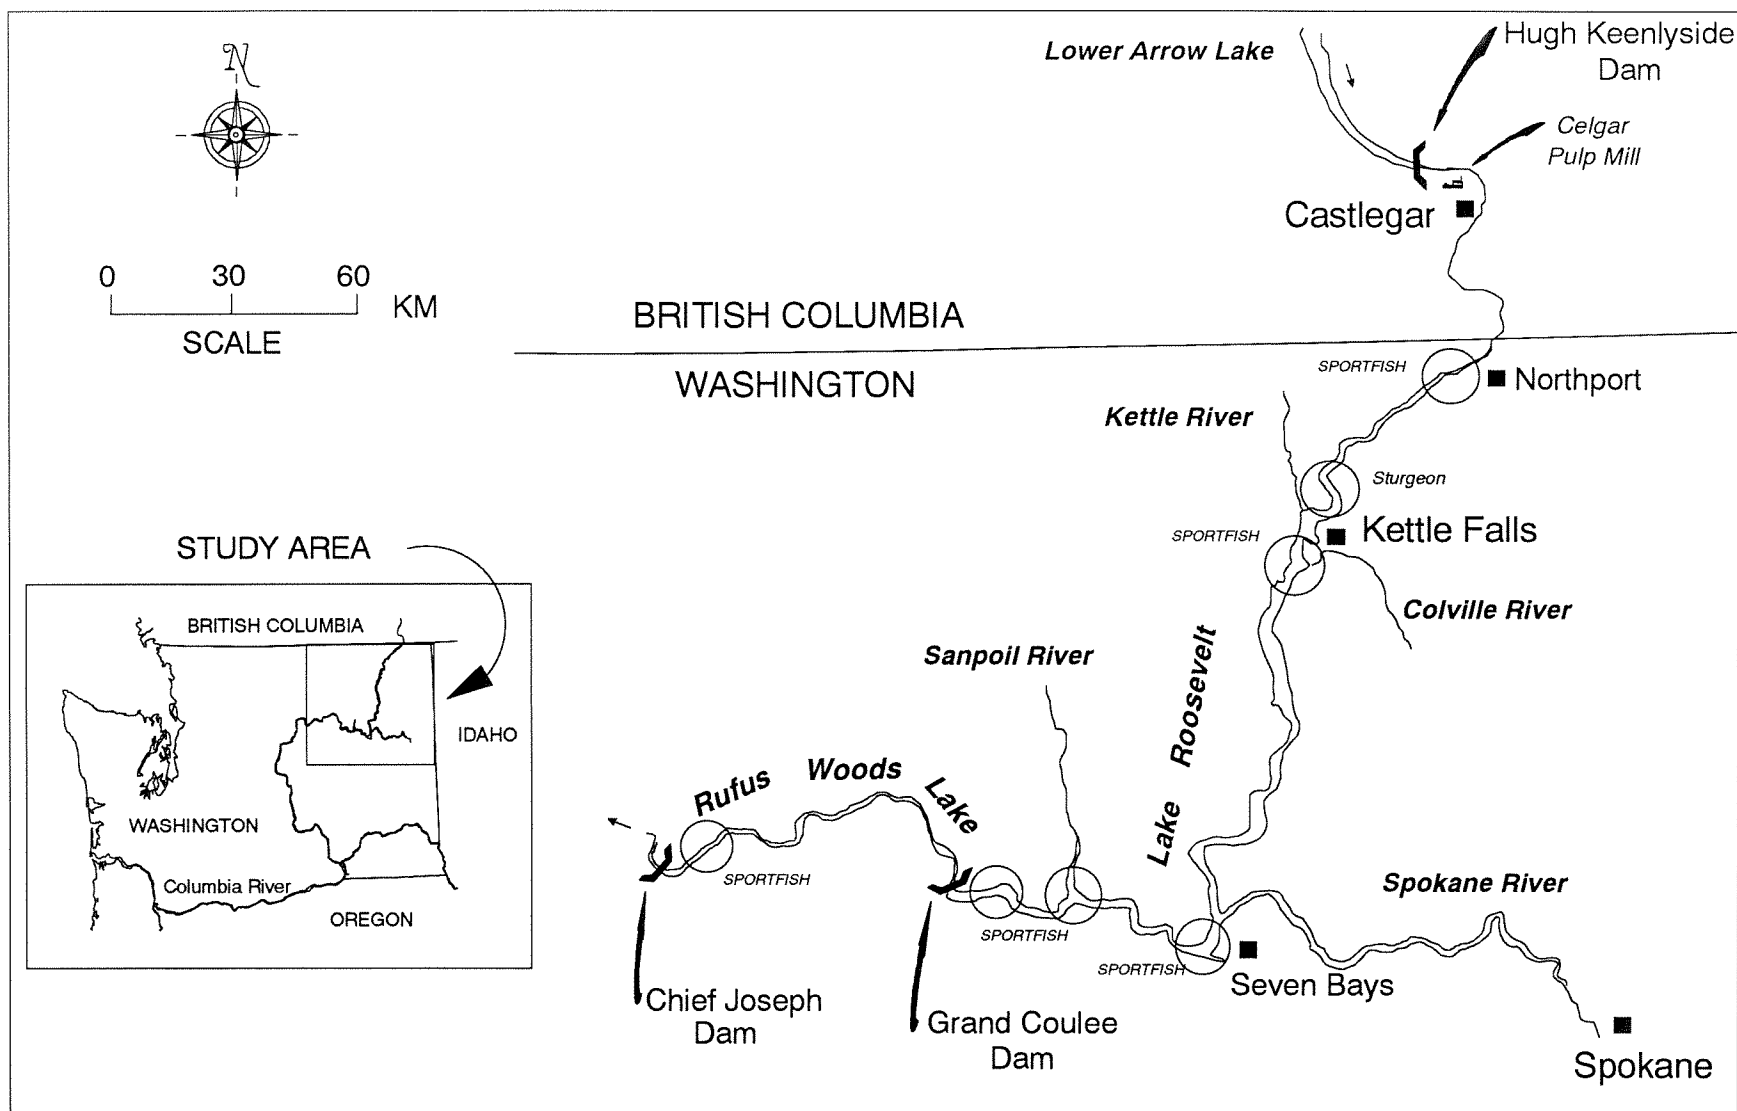 N
Lower Arrow Lake
Hugh Keenlyside
Dam
Celgar
Pulp Mill
Castlegar
0 30 60
KM
SCALE
BRITISH COLUMBIA
WASHINGTON
SPORTFISH
Northport
Kettle River
Sturgeon
SPORTFISH
Kettle Falls
STUDY AREA
Colville River
BRITISH COLUMBIA
IDAHO
WASHINGTON
Columbia River
OREGON
Sanpoil River
Lake Roosevelt
Rufus Woods Lake
SPORTFISH
SPORTFISH
SPORTFISH
Spokane River
Seven Bays
Chief Joseph
Dam
Grand Coulee
Dam
Spokane